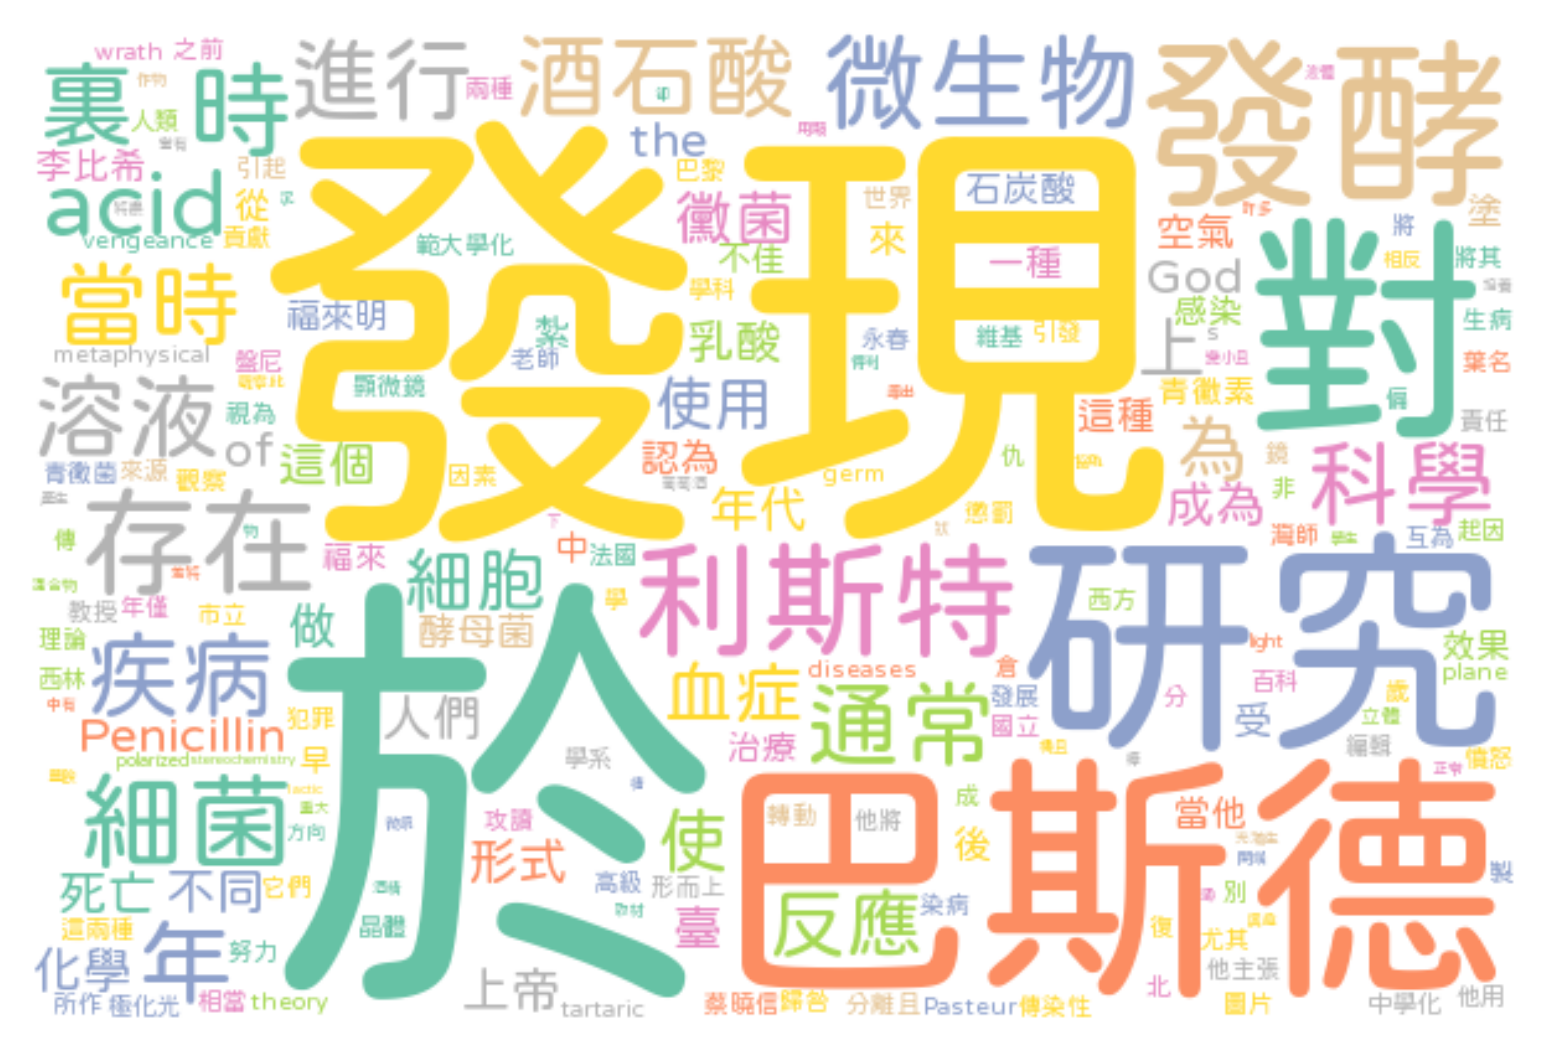 wrath 之前
裏 時
進行
兩種
酒石酸
微生物
發酵
人類
the
巴黎
李比希
引起
acid
從
貢獻
vengeance
範大學化
發現
黴菌
不佳
世界
來
石炭酸
一種
空氣
塗
將
相反
將其
對
God
感染
上
s
生病
葉名
當時
福來明
學科
metaphysical
盤尼
老師
乳酸
永春
維基
引發
顯微鏡
使用
溶液
視為
of
這個
這種
青黴素
責任
為
鏡
非
科學
青黴菌
來源
觀察
因素
認為
germ
仇
年代
懲罰
成為
存在
物
傳
福來
中
法國
細胞
學
利斯特
研究
灣師
互為
起因
西方
教授
年僅
市立
做
酵母菌
理論
西林
疾病
於
人們
血症
diseases
倉
發展
國立
通常
治療
light
百科
分
受
歲
立體
編輯
效果
plane
憤怒
Penicillin
犯罪
polarized
stereochemistry
早
學系
細菌
方向
重大
攻讀
形式
使
轉動
他將
成
後
巴斯德
當他
製
死亡
不同
它們
高級
形而上
反應
染病
別
這兩種
晶體
臺
復
尤其
化學
年
努力
他主張
所作
極化光
相當
theory
上帝
tartaric
蔡曉信
歸咎
分離且
Pasteur
傳染性
北
圖片
中學化
他用